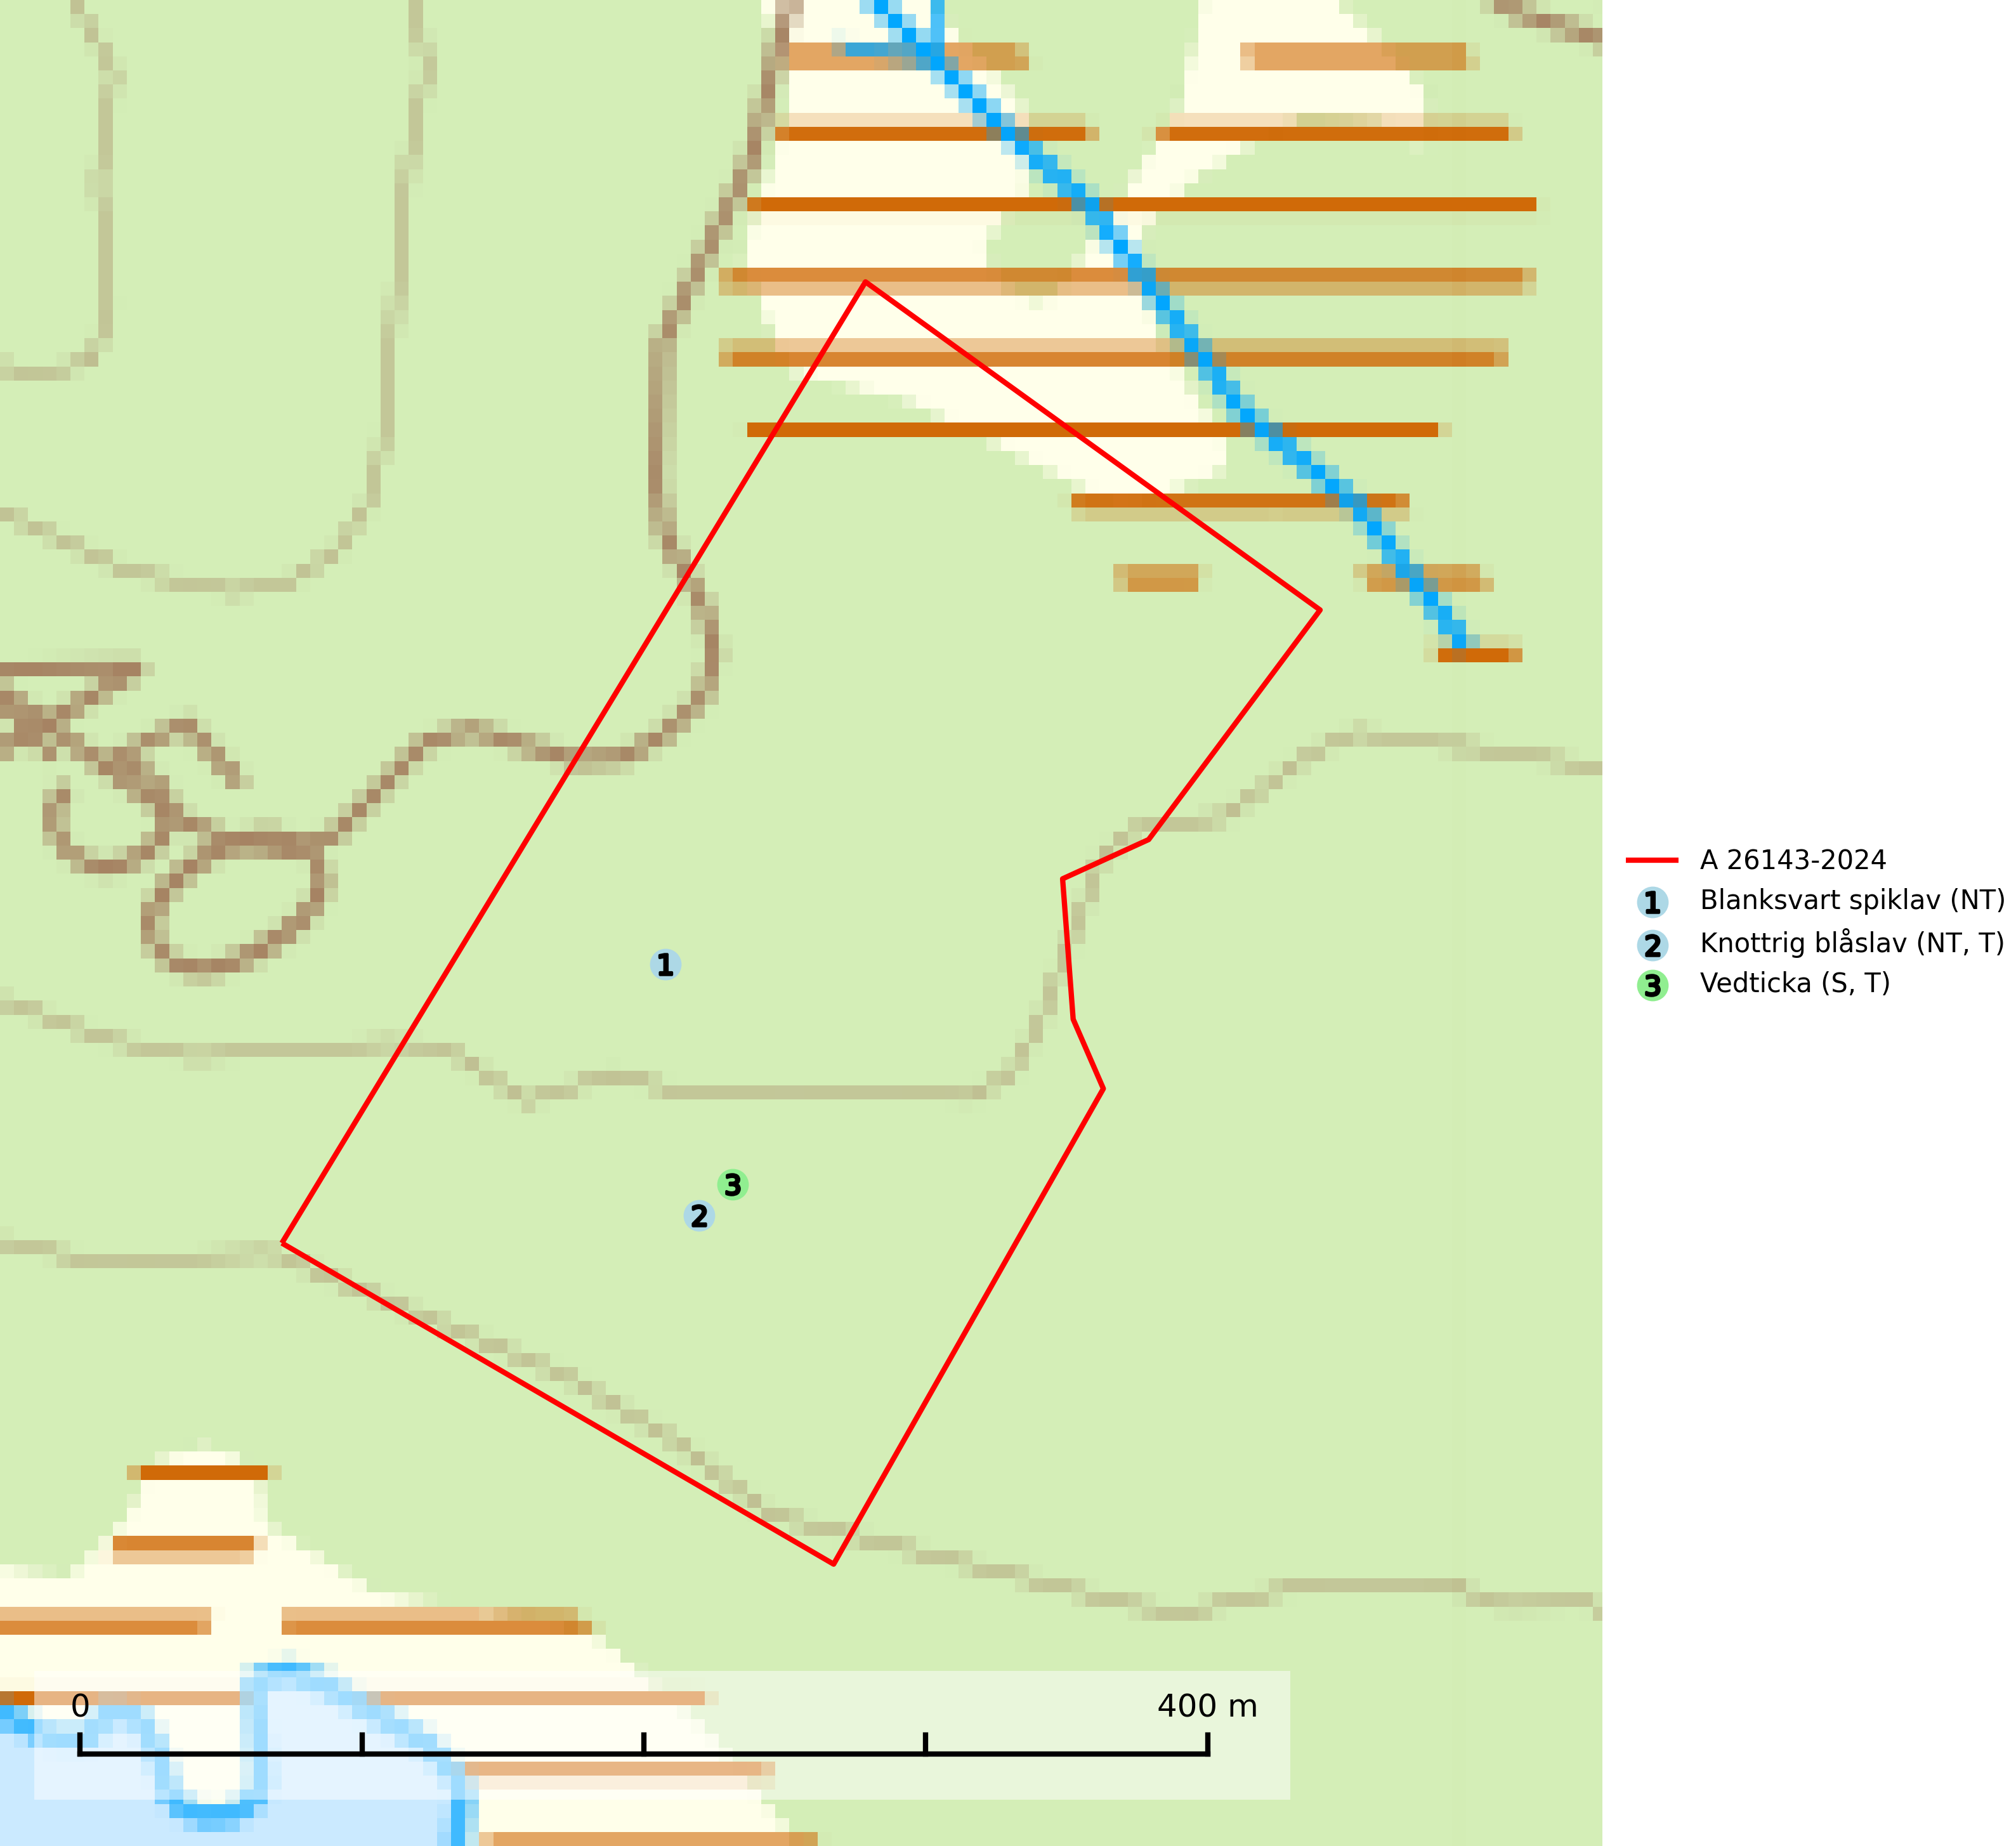 1
3
2
0 400 m
A 26143-2024
1 Blanksvart spiklav (NT)
2 Knottrig blåslav (NT, T)
3 Vedticka (S, T)